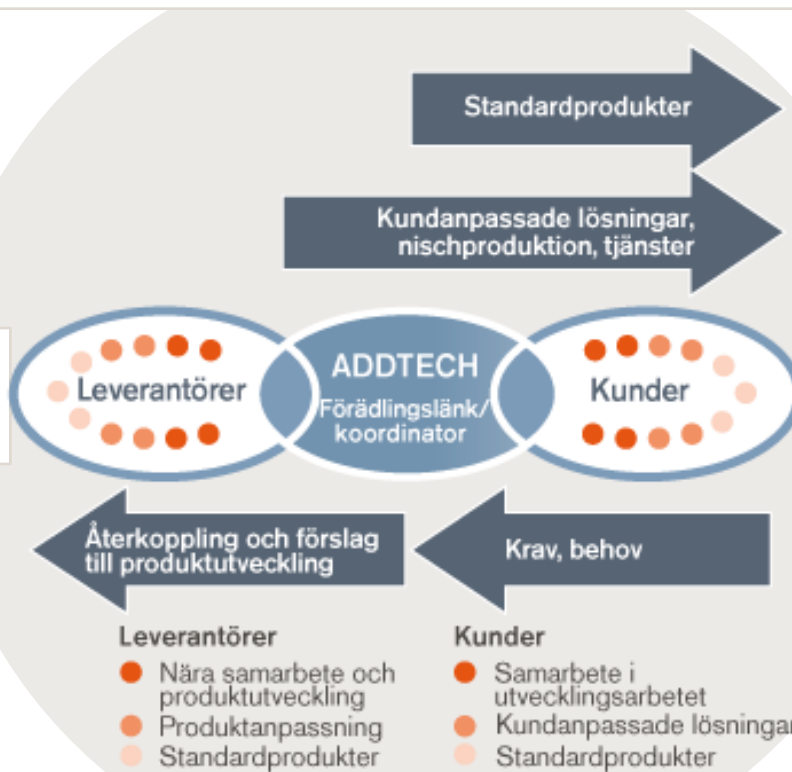 Standardprodukter
Kundanpassade lösningar,
nischproduktion, tjänster
Leverantörer
ADDTECH
Förädlingslänk/
koordinator
Kunder
Återkoppling och förslag
till produktutveckling
Krav, behov
Leverantörer
Nära samarbete och
produktutveckling
Produktanpassning
Standardprodukter
Kunder
Samarbete i
utvecklingsarbetet
Kundanpassade lösningar
Standardprodukter